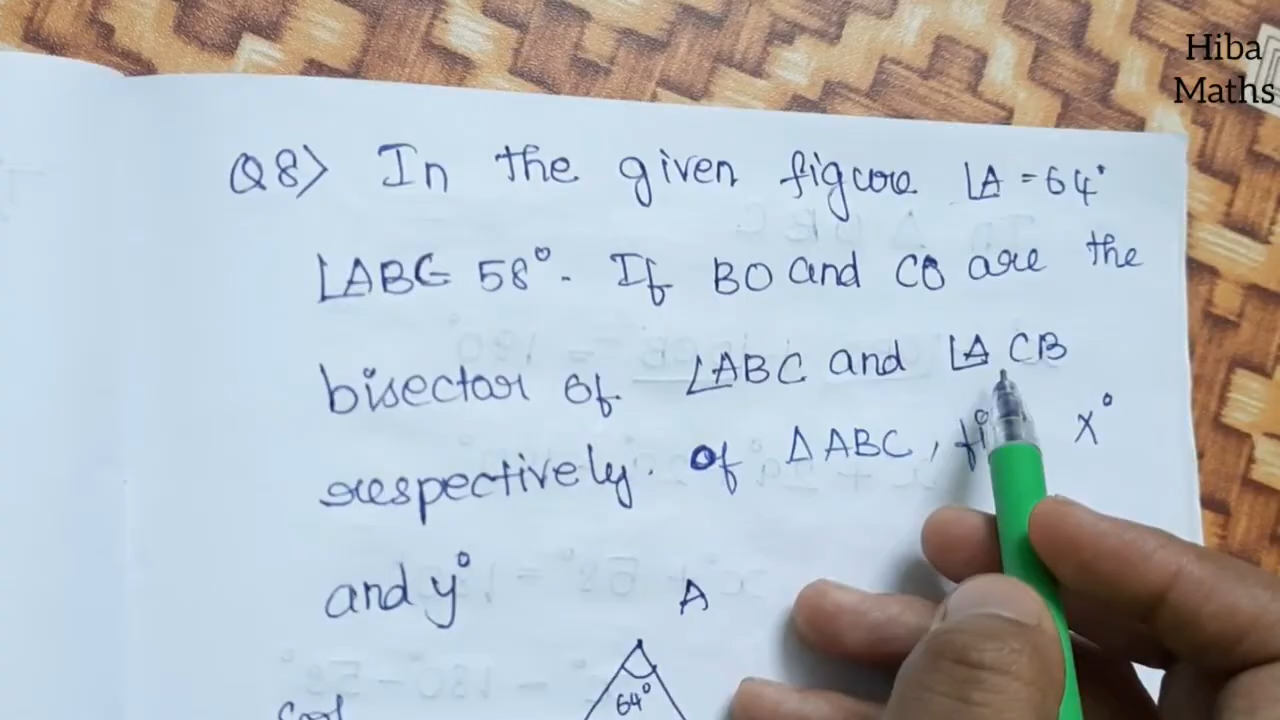 Hiba
Maths
Q8> In the given figure ∠A = 64°
∠ABC 58°. If BO and CO are the
bisector of ∠ABC and ∠ACB
respectively. Of △ABC, x°
and y°
A
64°